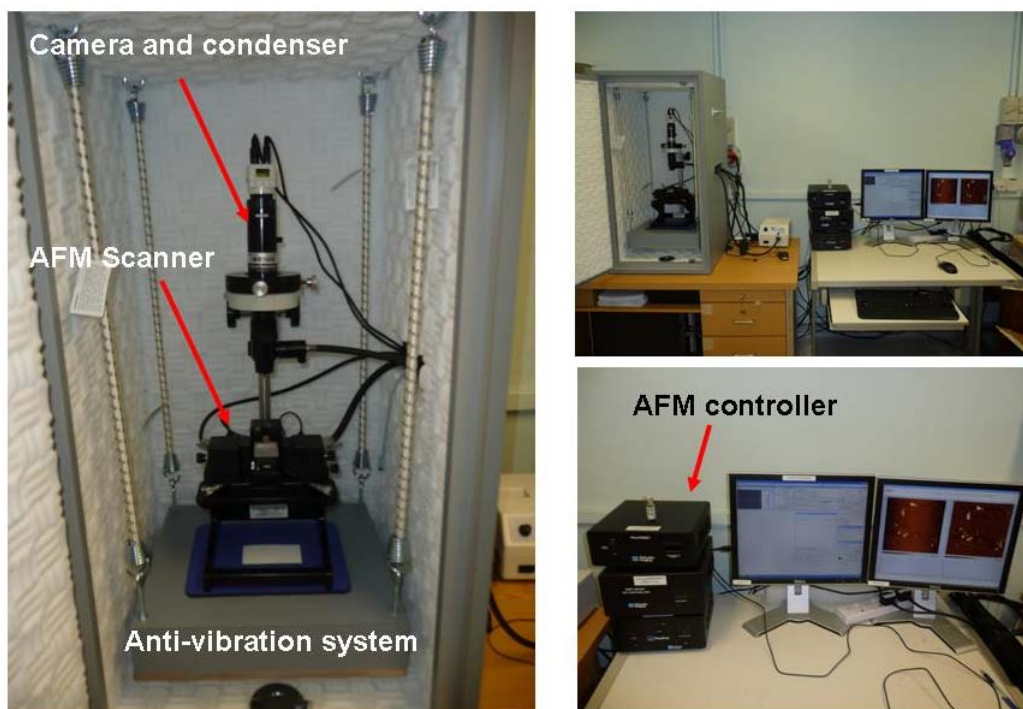 Camera and condenser
AFM Scanner
Anti-vibration system
AFM controller